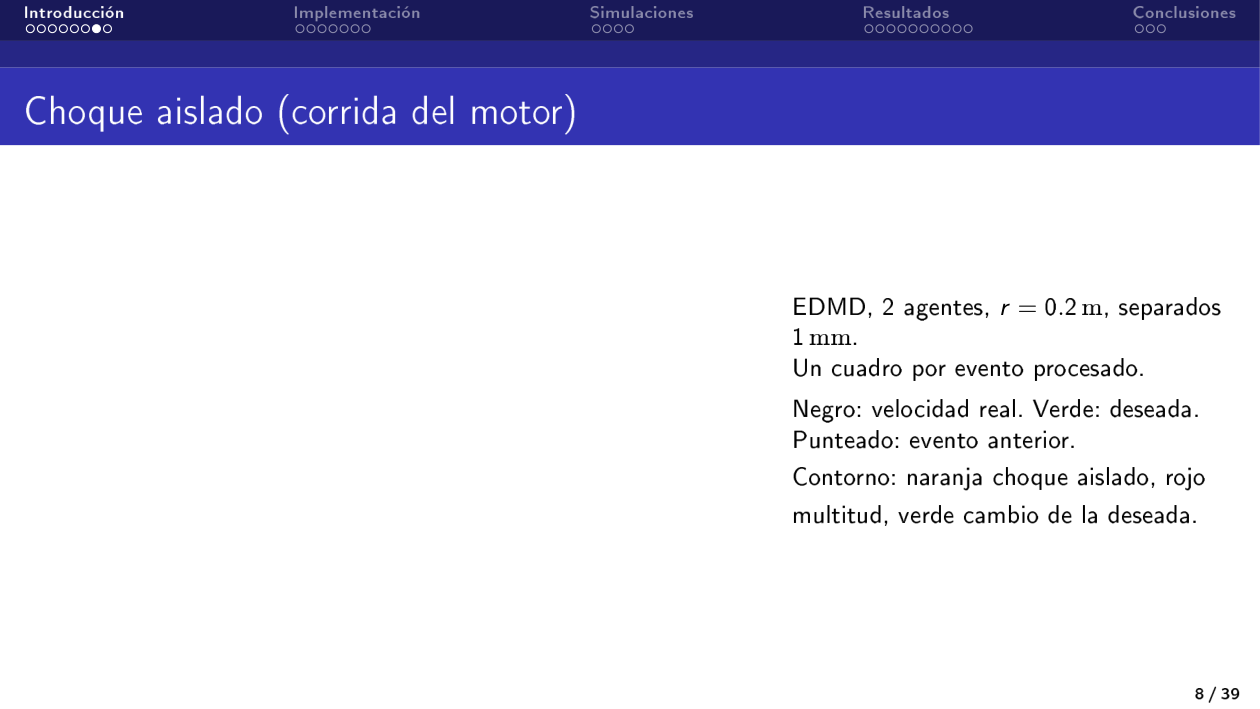 Introducción
Implementación
Simulaciones
Resultados
Conclusiones
Choque aislado (corrida del motor)
EDMD, 2 agentes, r = 0.2 m, separados
1 mm.
Un cuadro por evento procesado.
Negro: velocidad real. Verde: deseada.
Punteado: evento anterior.
Contorno: naranja choque aislado, rojo
multitud, verde cambio de la deseada.
8 / 39